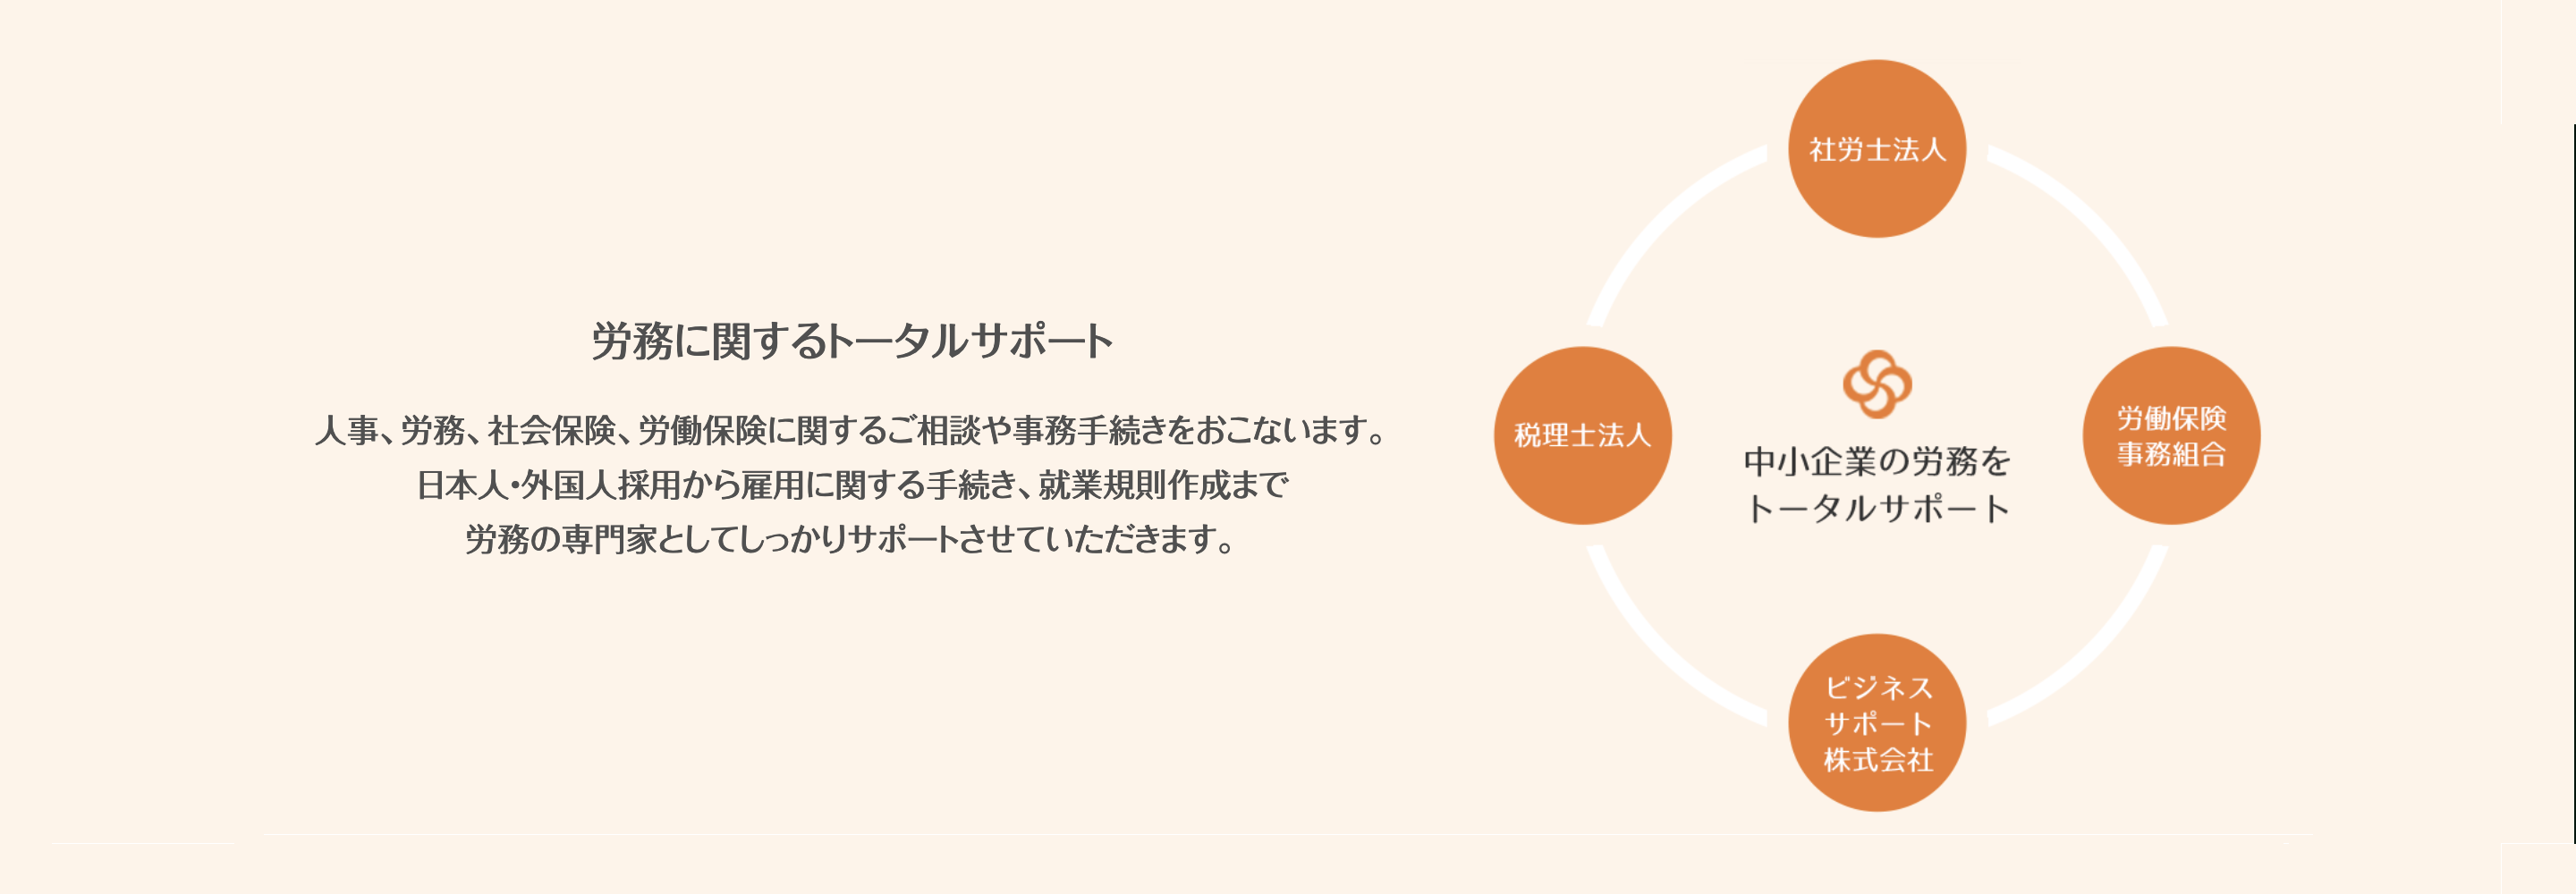 労務に関するトータルサポート
人事、労務、社会保険、労働保険に関するご相談や事務手続きをおこないます。
日本人・外国人採用から雇用に関する手続き、就業規則作成まで
労務の専門家としてしっかりサポートさせていただきます。
社労士法人
税理士法人
中小企業の労務を
トータルサポート
労働保険
事務組合
ビジネス
サポート
株式会社